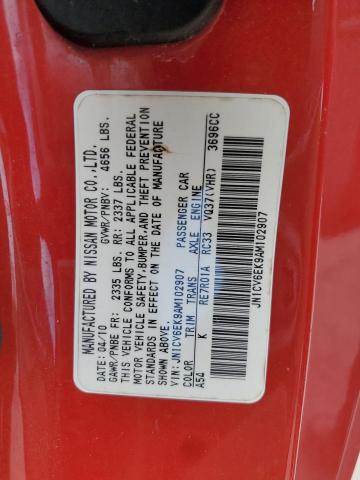 MANUFACTURED BY NISSAN MOTOR CO.,LTD.
DATE:04/10 GVWR/PNBV: 4656 LBS.
GAWR/PNBE FR: 2335 LBS. RR: 2337 LBS.
THIS VEHICLE CONFORMS TO ALL APPLICABLE FEDERAL
MOTOR VEHICLE SAFETY,BUMPER,AND THEFT PREVENTION
STANDARDS IN EFFECT ON THE DATE OF MANUFACTURE
SHOWN ABOVE.
VIN:JN1CV6EK9AM102907 PASSENGER CAR
COLOR TRIM TRANS AXLE ENGINE
A54 K RE7R01A RC33 VQ37(VHR) 3696CC
JN1CV6EK9AM102907